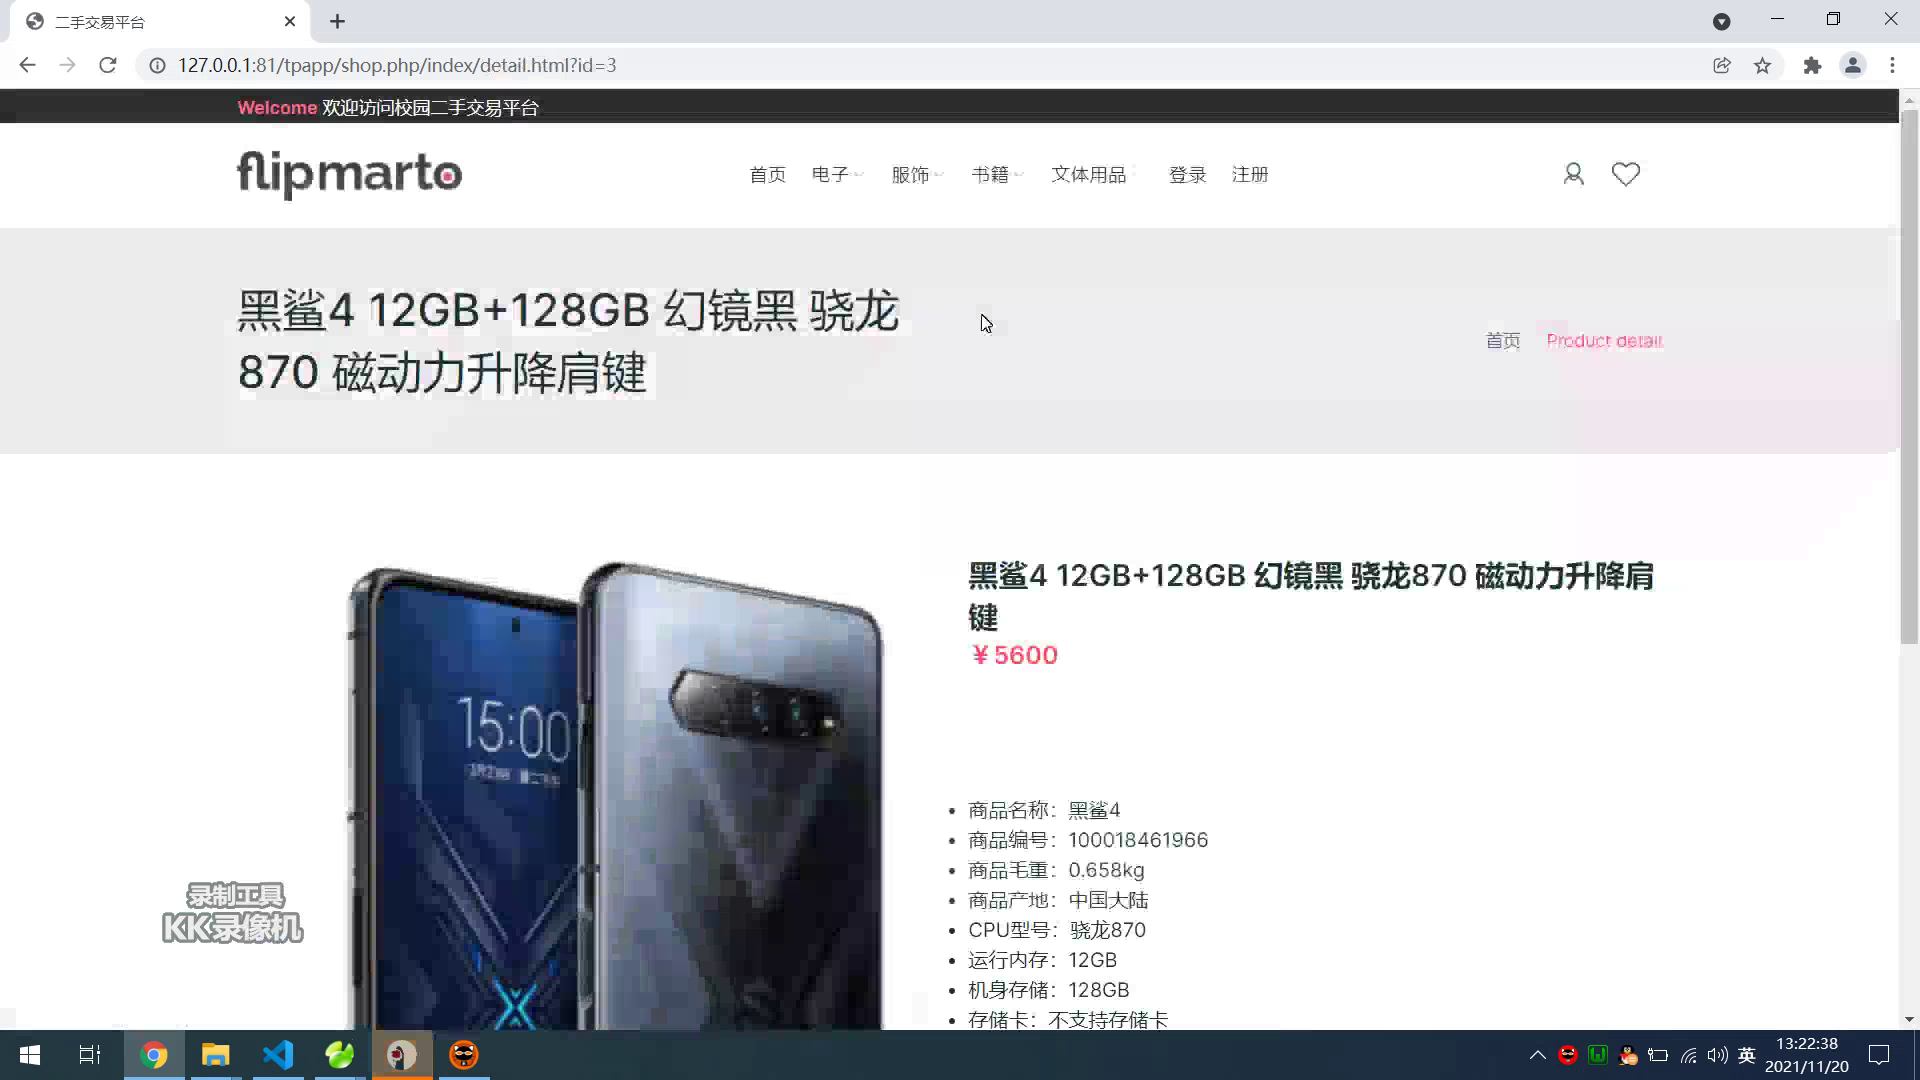 二手交易平台
127.0.0.1:81/tpapp/shop.php/index/detail.html?id=3
Welcome 欢迎访问校园二手交易平台
flipmarto
首页 电子 服饰 书籍 文体用品 登录 注册
黑鲨4 12GB+128GB 幻镜黑 骁龙
870 磁动力升降肩键
首页 Product detail
黑鲨4 12GB+128GB 幻镜黑 骁龙870 磁动力升降肩
键
￥5600
15:00
商品名称：黑鲨4
商品编号：100018461966
商品毛重：0.658kg
商品产地：中国大陆
CPU型号：骁龙870
运行内存：12GB
机身存储：128GB
存储卡：不支持存储卡
录制工具
KK录像机
英
13:22:38
2021/11/20